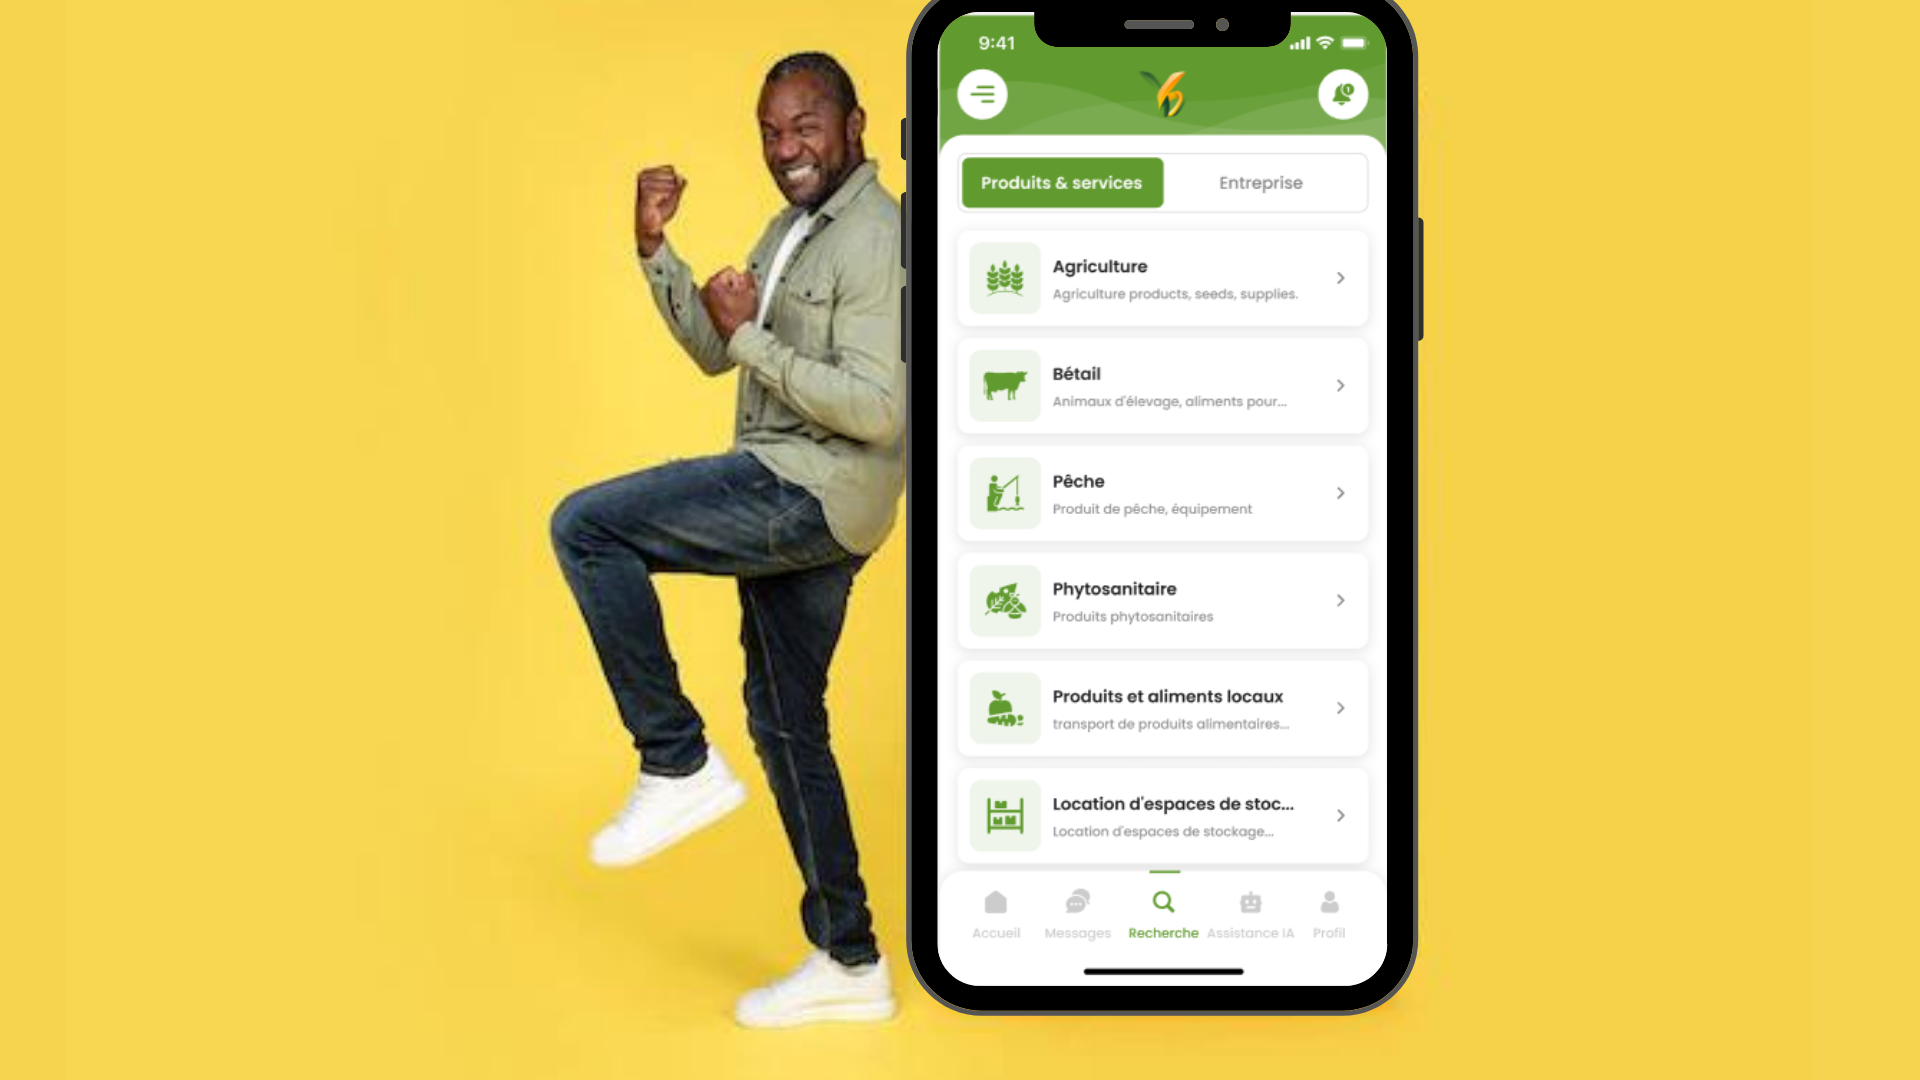 9:41
Produits & services
Entreprise
Agriculture
Agriculture products, seeds, supplies.
Bétail
Animaux d'élevage, aliments pour...
Pêche
Produit de pêche, équipement
Phytosanitaire
Produits phytosanitaires
Produits et aliments locaux
transport de produits alimentaires...
Location d'espaces de stoc...
Location d'espaces de stockage...
Accueil
Messages
Recherche
Assistance IA
Profil